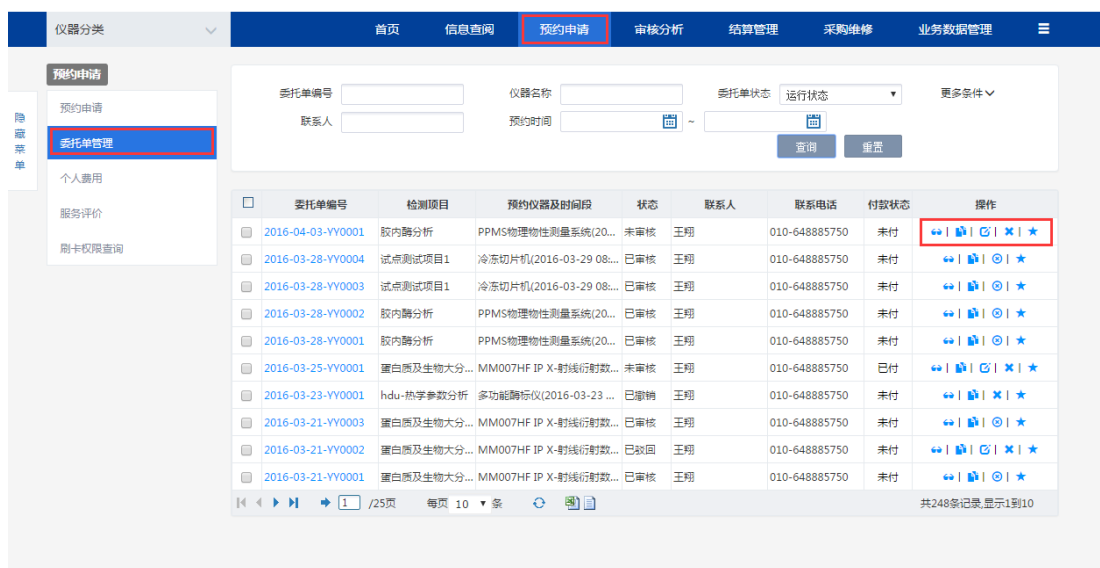 仪器分类 首页 信息查阅 预约申请 审核分析 结算管理 采购维修 业务数据管理
隐藏菜单
预约申请
预约申请
委托单管理
个人费用
服务评价
刷卡权限查询
委托单编号 仪器名称 委托单状态 运行状态 更多条件
联系人 预约时间 ~
查询 重置
委托单编号 检测项目 预约仪器及时间段 状态 联系人 联系电话 付款状态 操作
2016-04-03-YY0001 胶内酶分析 PPMS物理物性测量系统(20... 未审核 王翔 010-648885750 未付
2016-03-28-YY0004 试点测试项目1 冷冻切片机(2016-03-29 08:... 已审核 王翔 010-648885750 未付
2016-03-28-YY0003 试点测试项目1 冷冻切片机(2016-03-29 08:... 已审核 王翔 010-648885750 未付
2016-03-28-YY0002 胶内酶分析 PPMS物理物性测量系统(20... 已审核 王翔 010-648885750 未付
2016-03-28-YY0001 胶内酶分析 PPMS物理物性测量系统(20... 已审核 王翔 010-648885750 未付
2016-03-25-YY0001 蛋白质及生物大分... MM007HF IP X-射线衍射数... 未审核 王翔 010-648885750 已付
2016-03-23-YY0001 hdu-热学参数分析 多功能酶标仪(2016-03-23 ... 已撤销 王翔 010-648885750 未付
2016-03-21-YY0003 蛋白质及生物大分... MM007HF IP X-射线衍射数... 已审核 王翔 010-648885750 未付
2016-03-21-YY0002 蛋白质及生物大分... MM007HF IP X-射线衍射数... 已驳回 王翔 010-648885750 未付
2016-03-21-YY0001 蛋白质及生物大分... MM007HF IP X-射线衍射数... 已审核 王翔 010-648885750 未付
1 /25页 每页 10 条 共248条记录,显示1到10